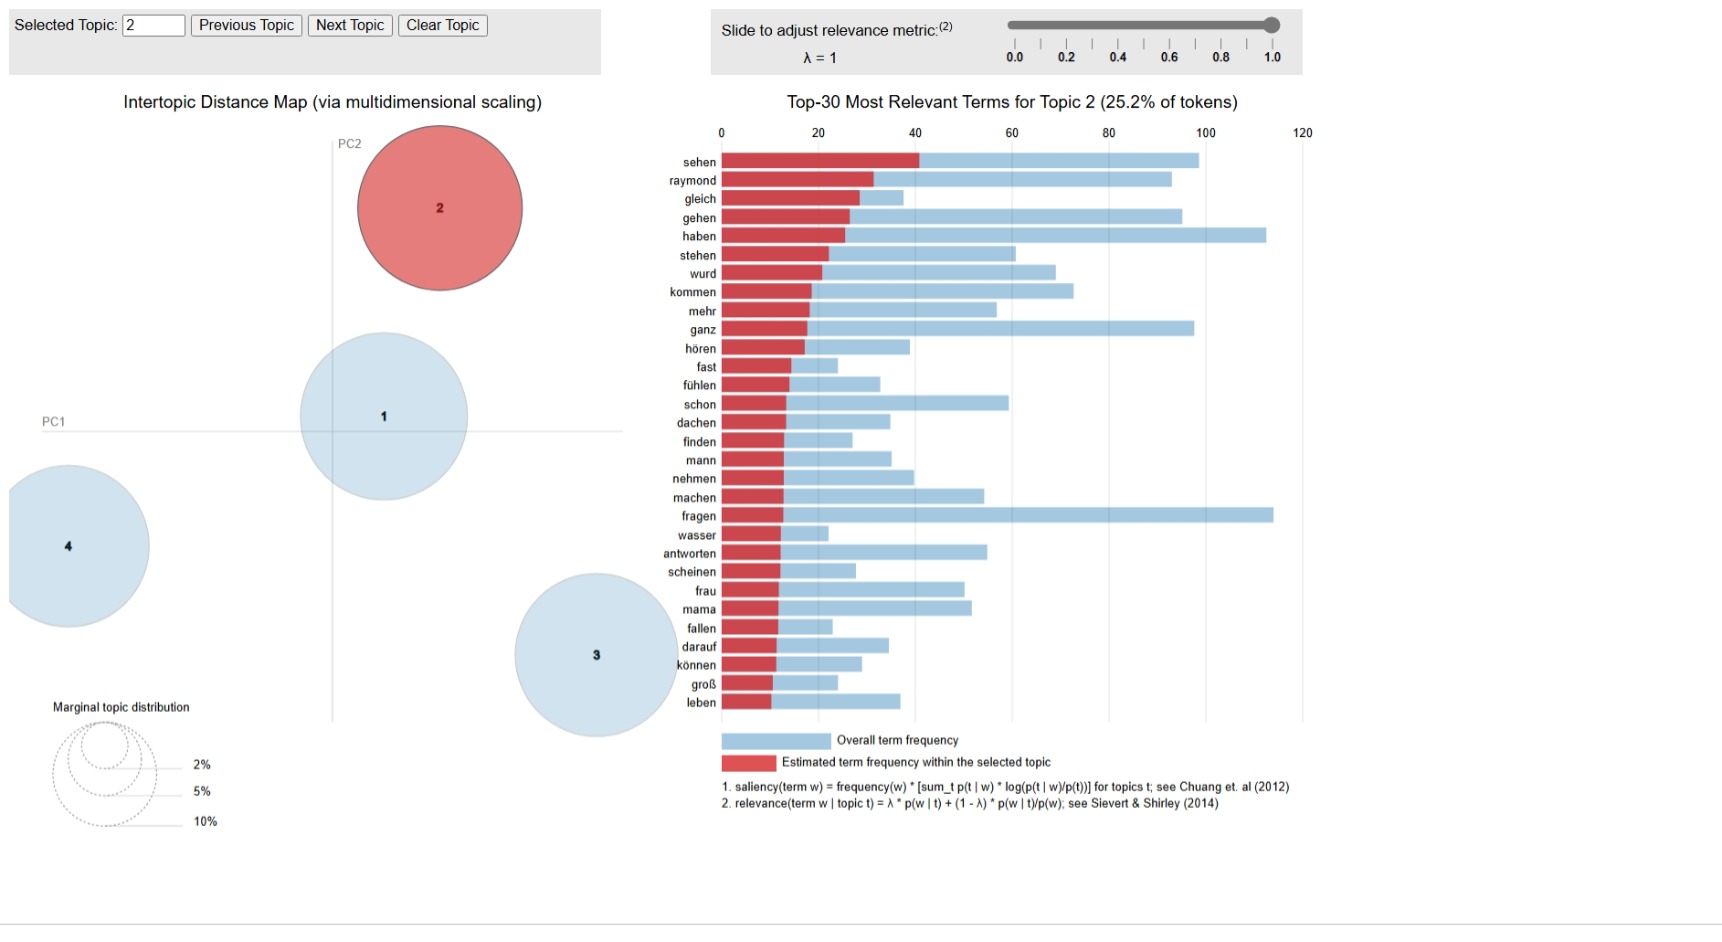 Selected Topic: 2 Previous Topic Next Topic Clear Topic
Slide to adjust relevance metric:(2)
λ = 1
0.0 0.2 0.4 0.6 0.8 1.0
Intertopic Distance Map (via multidimensional scaling)
PC2
PC1
2
1
4
3
Marginal topic distribution
2%
5%
10%
Top-30 Most Relevant Terms for Topic 2 (25.2% of tokens)
0 20 40 60 80 100 120
sehen
raymond
gleich
gehen
haben
stehen
wurd
kommen
mehr
ganz
hören
fast
fühlen
schon
dachen
finden
mann
nehmen
machen
fragen
wasser
antworten
scheinen
frau
mama
fallen
darauf
können
groß
leben
Overall term frequency
Estimated term frequency within the selected topic
1. saliency(term w) = frequency(w) * [sum_t p(t | w) * log(p(t | w)/p(t))] for topics t; see Chuang et. al (2012)
2. relevance(term w | topic t) = λ * p(w | t) + (1 - λ) * p(w | t)/p(w); see Sievert & Shirley (2014)